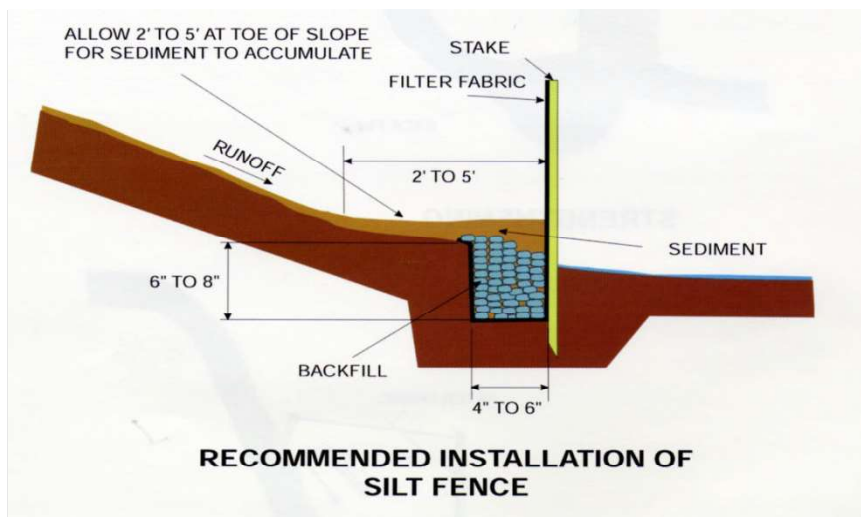 ALLOW 2' TO 5' AT TOE OF SLOPE
FOR SEDIMENT TO ACCUMULATE
STAKE
FILTER FABRIC
RUNOFF
2' TO 5'
SEDIMENT
6" TO 8"
BACKFILL
4" TO 6"
RECOMMENDED INSTALLATION OF
SILT FENCE